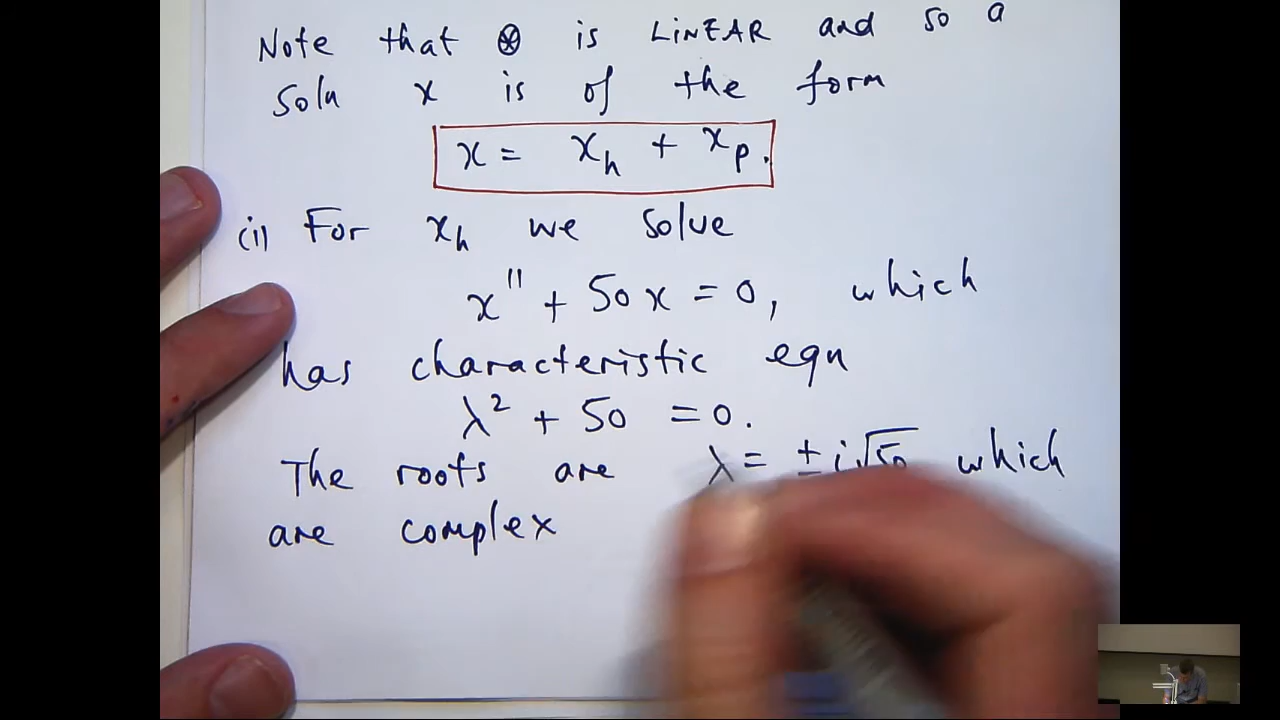 Note that ⊛ is LINEAR and so a
Soln x is of the form
x = x_h + x_p.
(i) For x_h we solve
x'' + 50x = 0, which
has characteristic eqn
λ² + 50 = 0.
The roots are λ = ± i√50 which
are complex